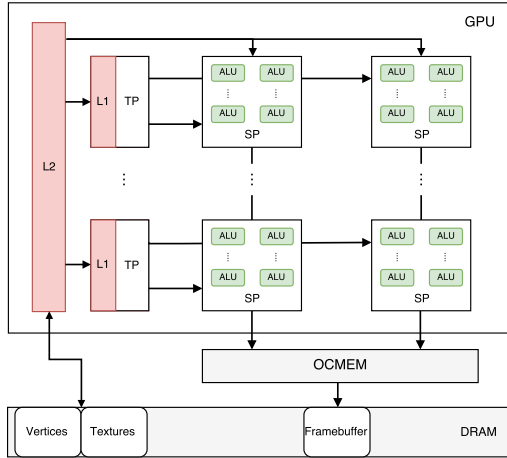 GPU
L2
L1
TP
ALU ALU
ALU ALU
SP
ALU ALU
ALU ALU
SP
L1
TP
ALU ALU
ALU ALU
SP
ALU ALU
ALU ALU
SP
OCMEM
Vertices
Textures
Framebuffer
DRAM